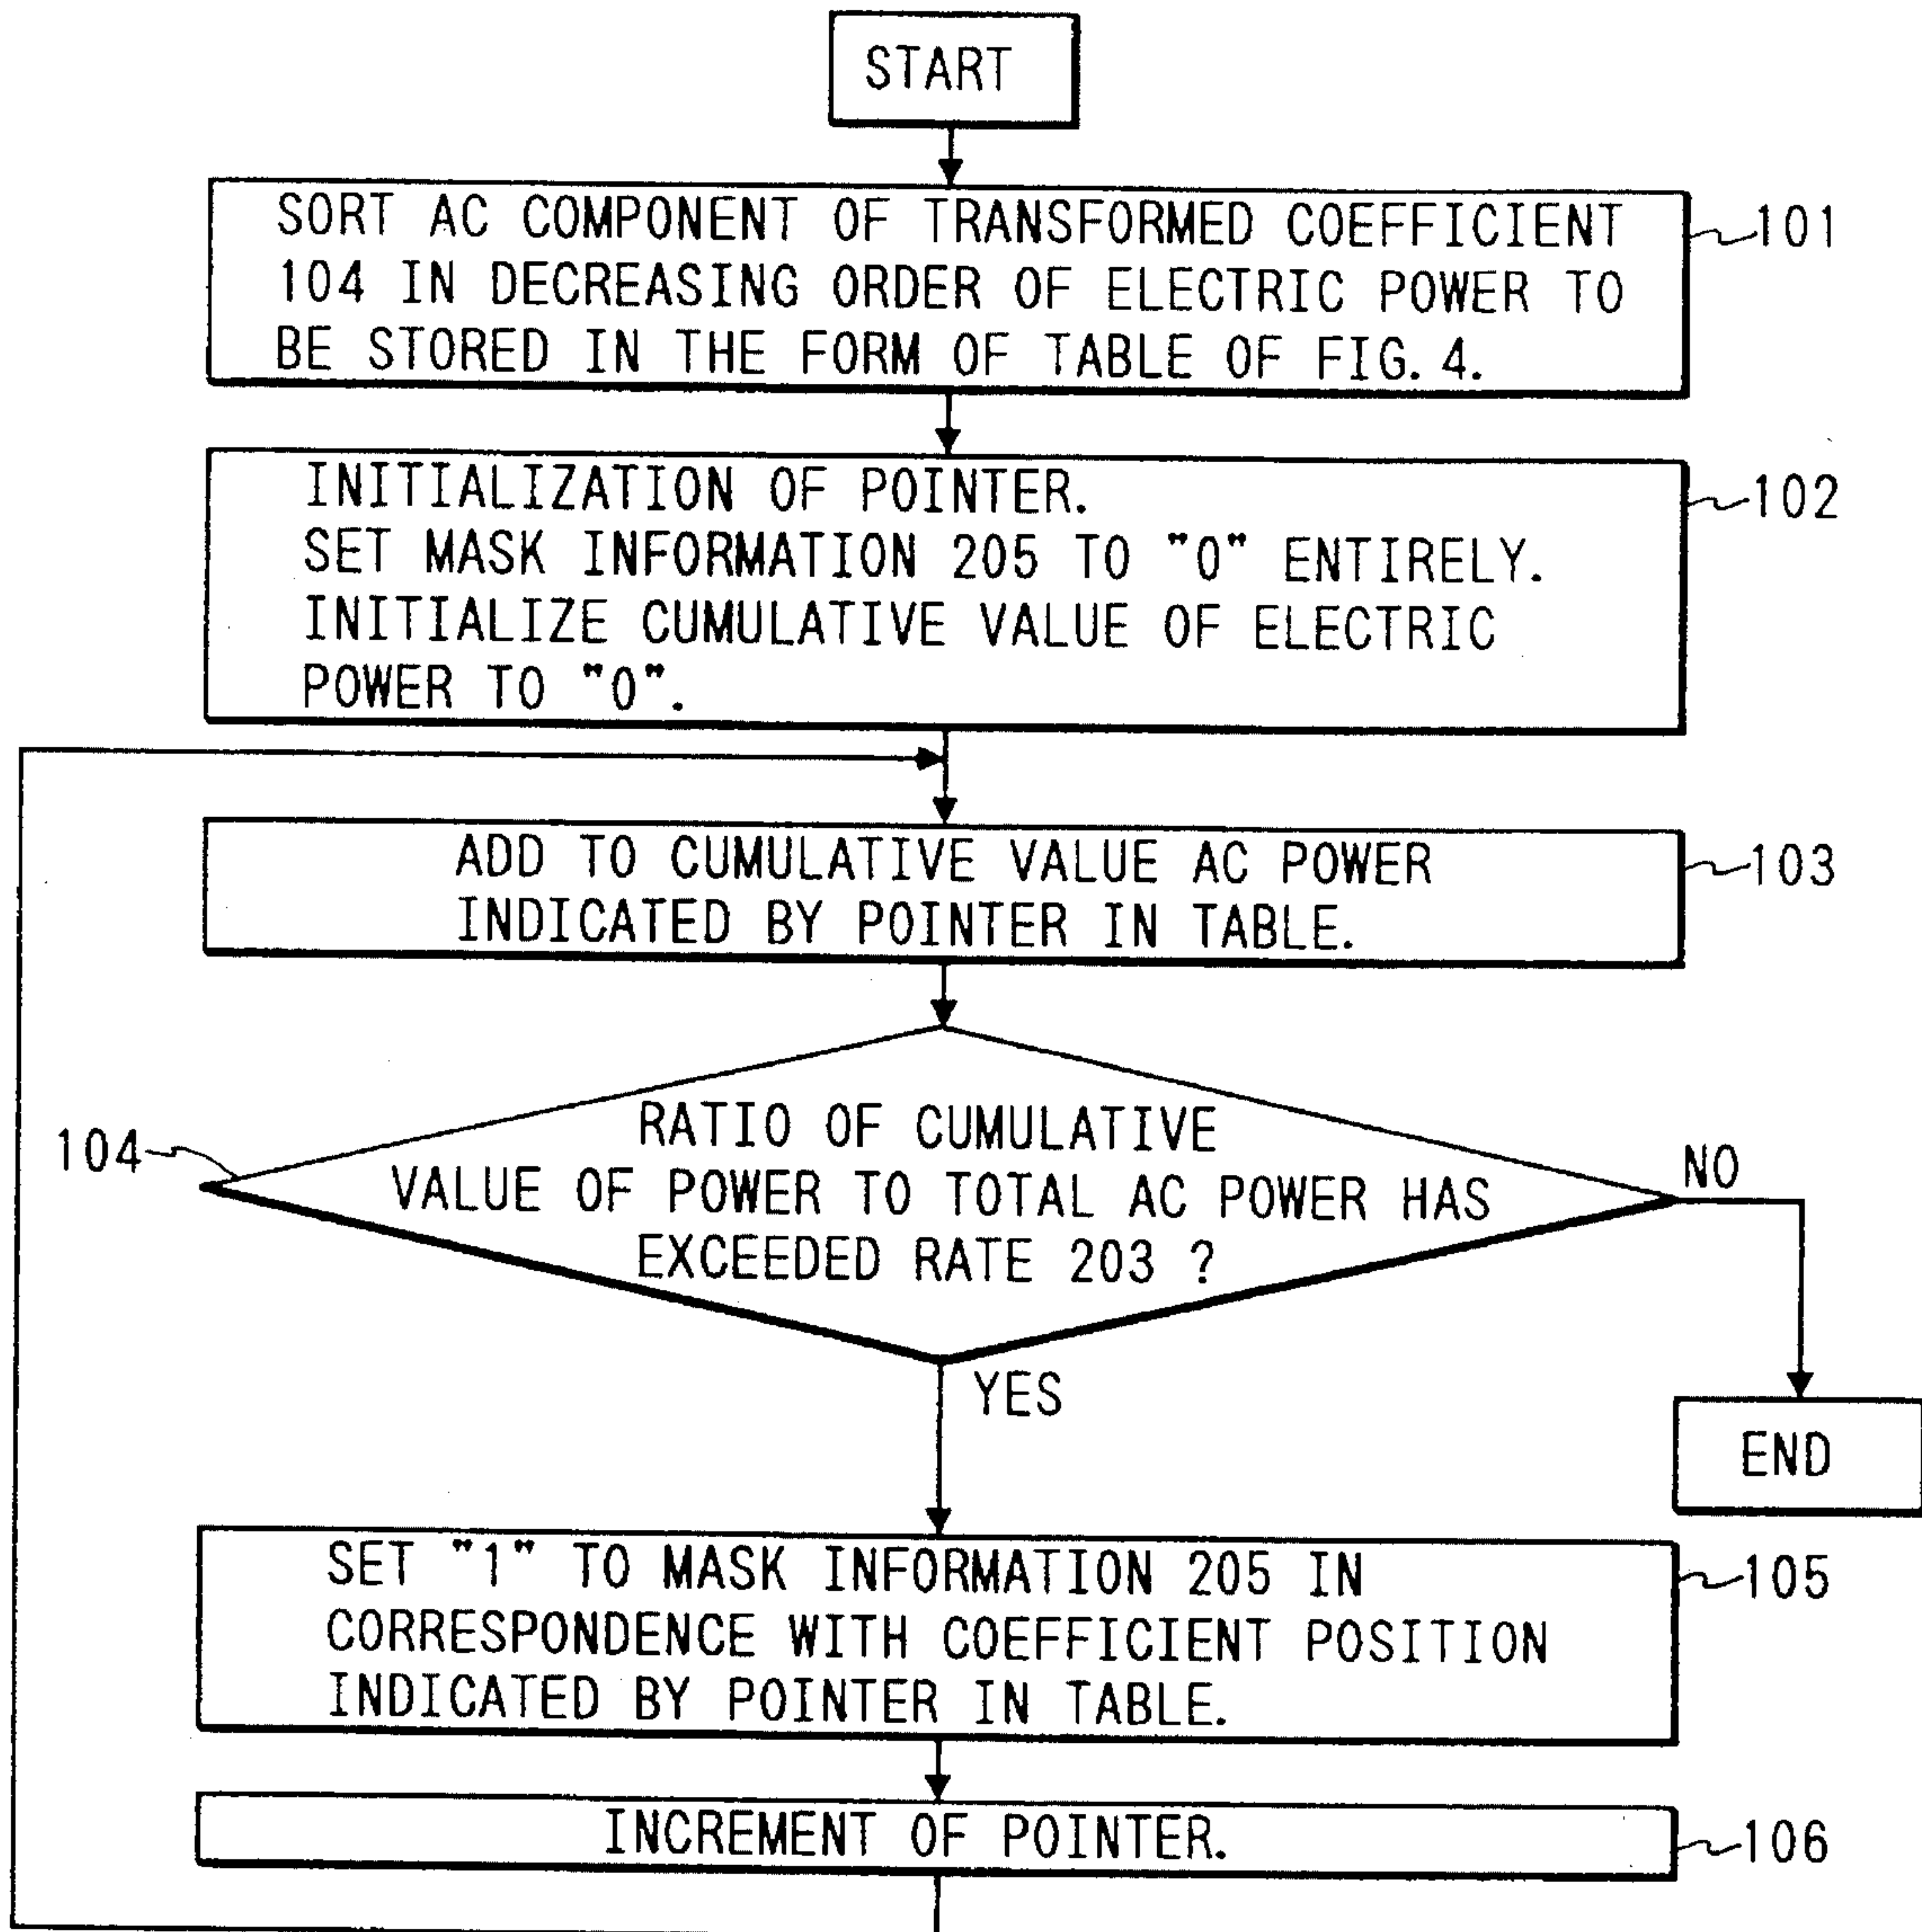 START
SORT AC COMPONENT OF TRANSFORMED COEFFICIENT
104 IN DECREASING ORDER OF ELECTRIC POWER TO
BE STORED IN THE FORM OF TABLE OF FIG. 4.
101
INITIALIZATION OF POINTER.
SET MASK INFORMATION 205 TO "0" ENTIRELY.
INITIALIZE CUMULATIVE VALUE OF ELECTRIC
POWER TO "0".
102
ADD TO CUMULATIVE VALUE AC POWER
INDICATED BY POINTER IN TABLE.
103
104
RATIO OF CUMULATIVE
VALUE OF POWER TO TOTAL AC POWER HAS
EXCEEDED RATE 203 ?
NO
YES
END
SET "1" TO MASK INFORMATION 205 IN
CORRESPONDENCE WITH COEFFICIENT POSITION
INDICATED BY POINTER IN TABLE.
105
INCREMENT OF POINTER.
106